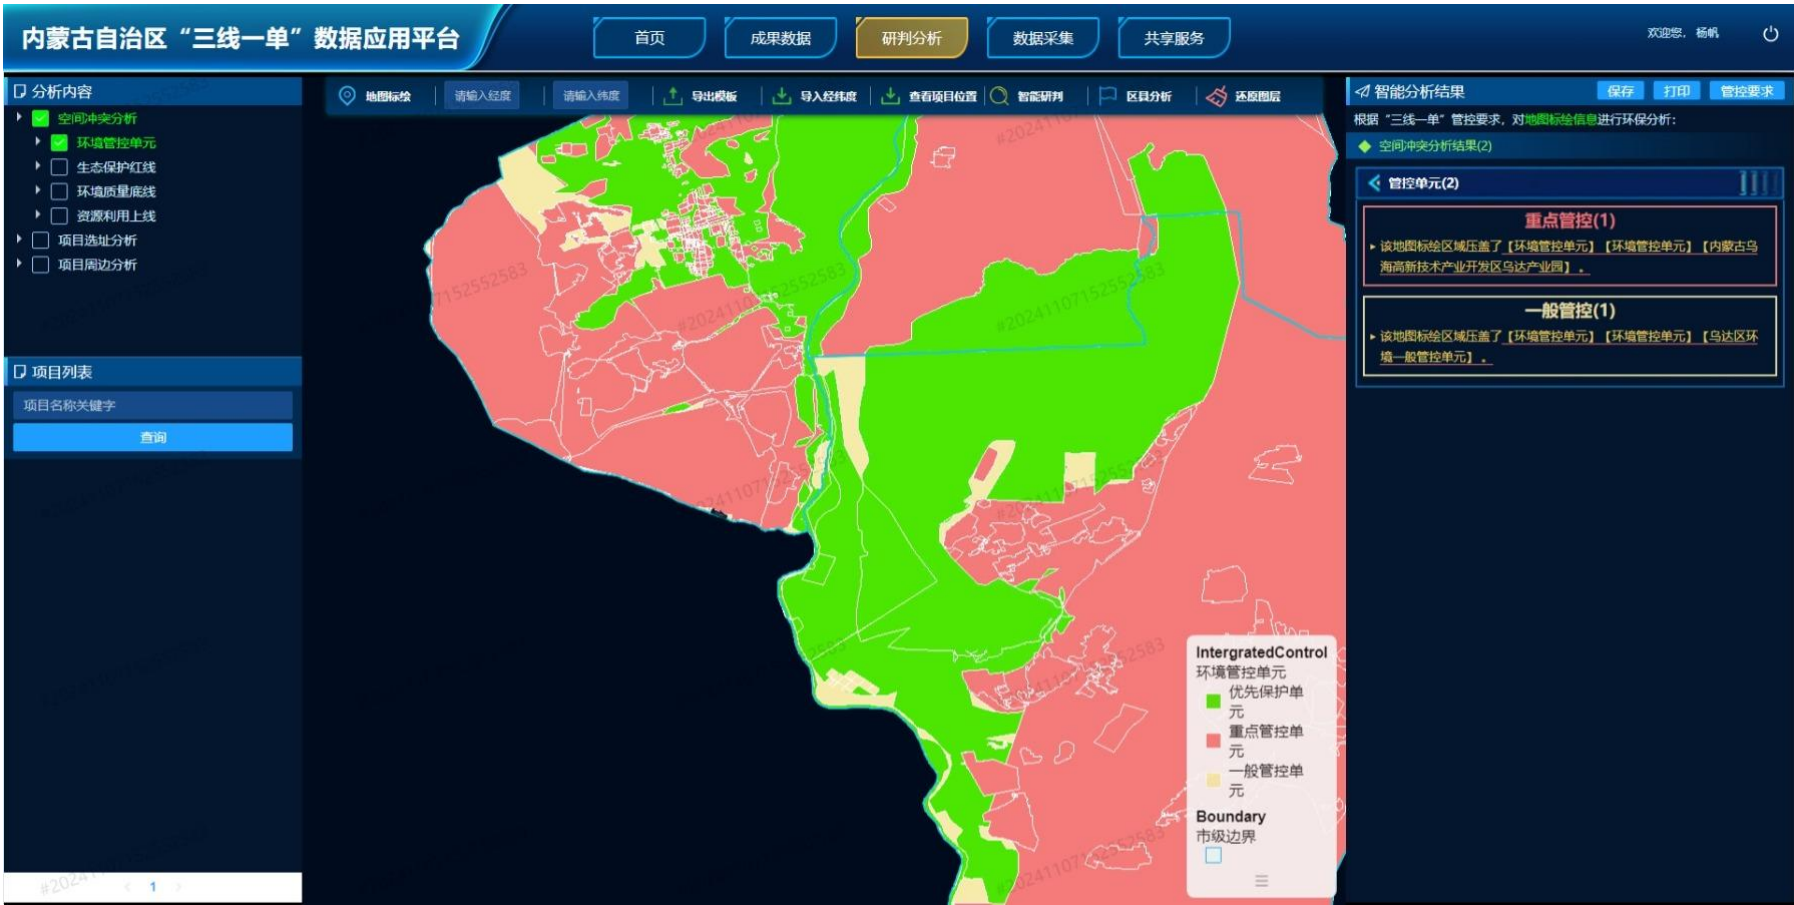 内蒙古自治区“三线一单”数据应用平台
首页
成果数据
研判分析
数据采集
共享服务
欢迎您，杨帆
分析内容
空间冲突分析
环境管控单元
生态保护红线
环境质量底线
资源利用上线
项目选址分析
项目周边分析
项目列表
项目名称关键字
查询
1
地图标绘
请输入经度
请输入纬度
导出模板
导入经纬度
查看项目位置
智能研判
区县分析
还原图层
智能分析结果
保存
打印
管控要求
根据“三线一单”管控要求，对地图标绘信息进行环保分析：
空间冲突分析结果(2)
管控单元(2)
重点管控(1)
该地图标绘区域压盖了【环境管控单元】【环境管控单元】【内蒙古乌
海高新技术产业开发区乌达产业园】。
一般管控(1)
该地图标绘区域压盖了【环境管控单元】【环境管控单元】【乌达区环
境一般管控单元】。
IntergratedControl
环境管控单元
优先保护单
元
重点管控单
元
一般管控单
元
Boundary
市级边界
#20241107152552583